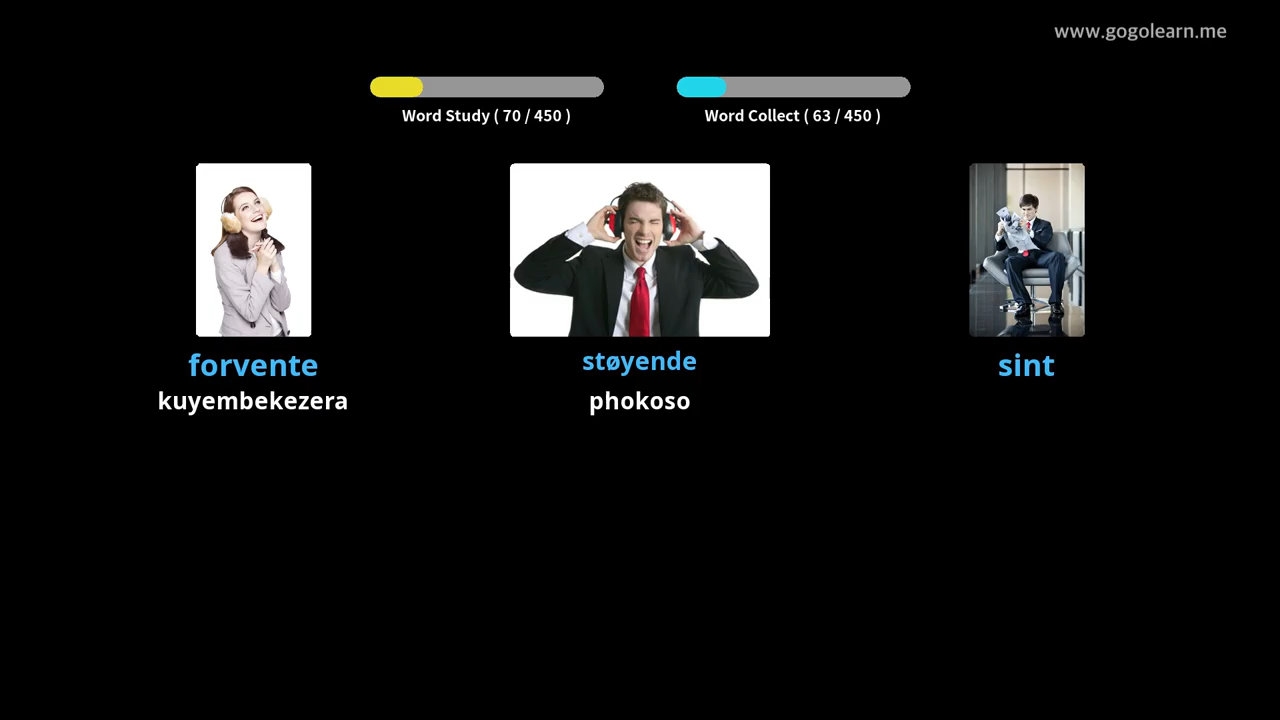 www.gogolearn.me
Word Study ( 70 / 450 )
Word Collect ( 63 / 450 )
forvente
kuyembekezera
støyende
phokoso
sint